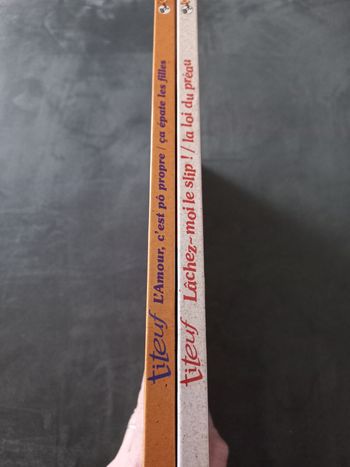 titeuf L'Amour, c'est pô propre / ça épate les filles
titeuf Lâchez-moi le slip ! / la loi du préau